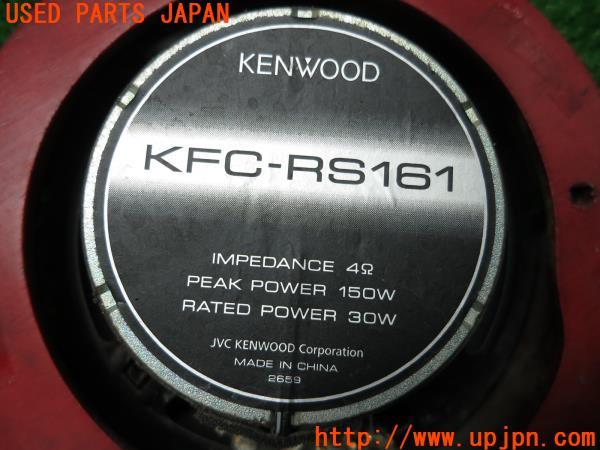 USED PARTS JAPAN
KENWOOD
KFC-RS161
IMPEDANCE 4Ω
PEAK POWER 150W
RATED POWER 30W
JVC KENWOOD Corporation
MADE IN CHINA
2659
www.upjpn.com